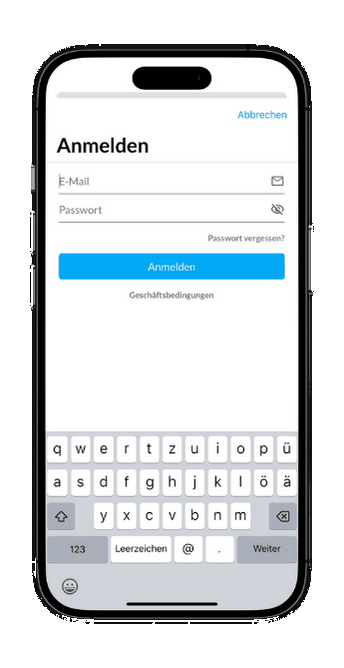 Abbrechen
Anmelden
E-Mail
Passwort
Passwort vergessen?
Anmelden
Geschäftsbedingungen
q w e r t z u i o p ü
a s d f g h j k l ö ä
y x c v b n m
123 Leerzeichen @ . Weiter